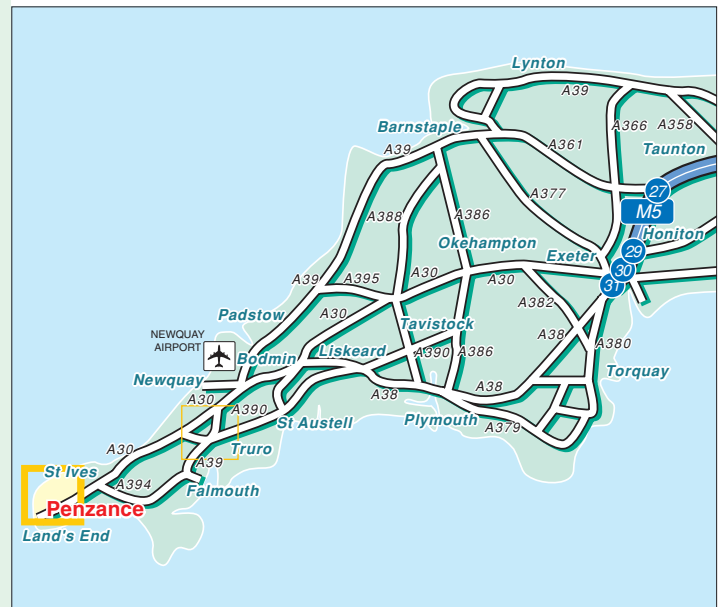 Lynton
A39
A366
A358
Barnstaple
Taunton
A39
A361
27
A377
M5
A388
A386
Honiton
Okehampton
29
Exeter
30
A39
A395
A30
A30
31
A382
Padstow
A30
Tavistock
A38
NEWQUAY
AIRPORT
A380
Bodmin
Liskeard
A390
A386
Newquay
Torquay
A38
A38
A30
A390
St Austell
Plymouth
A379
A30
Truro
A39
St Ives
A394
Falmouth
Penzance
Land's End